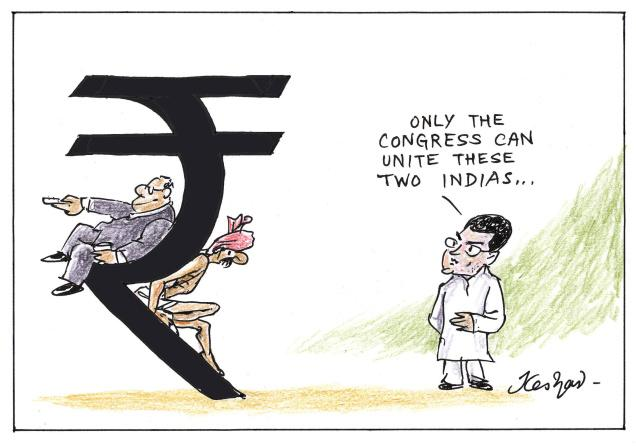 ₹
ONLY THE
CONGRESS CAN
UNITE THESE
TWO INDIAS...
Keshav-